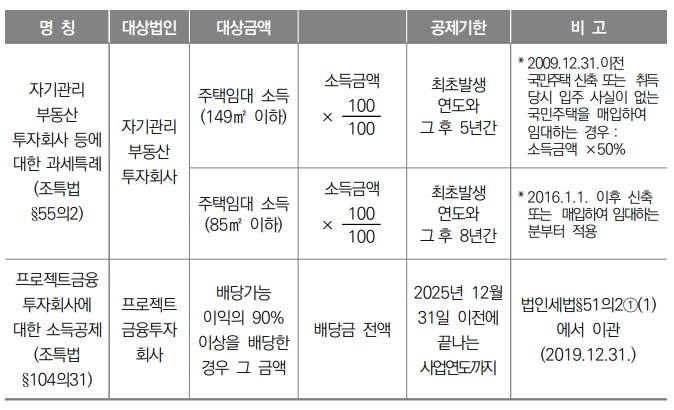 명 칭
대상법인
대상금액
공제기한
비 고
자기관리
부동산
투자회사 등에
대한 과세특례
(조특법
§55의2)
자기관리
부동산
투자회사
주택임대 소득
(149㎡ 이하)
소득금액
× 100/100
최초발생
연도와
그 후 5년간
* 2009.12.31.이전
국민주택 신축 또는 취득
당시 입주 사실이 없는
국민주택을 매입하여
임대하는 경우 :
소득금액 ×50%
주택임대 소득
(85㎡ 이하)
소득금액
× 100/100
최초발생
연도와
그 후 8년간
* 2016.1.1. 이후 신축
또는 매입하여 임대하는
분부터 적용
프로젝트금융
투자회사에
대한 소득공제
(조특법
§104의31)
프로젝트
금융투자
회사
배당가능
이익의 90%
이상을 배당한
경우 그 금액
배당금 전액
2025년 12월
31일 이전에
끝나는
사업연도까지
법인세법§51의2①(1)
에서 이관
(2019.12.31.)